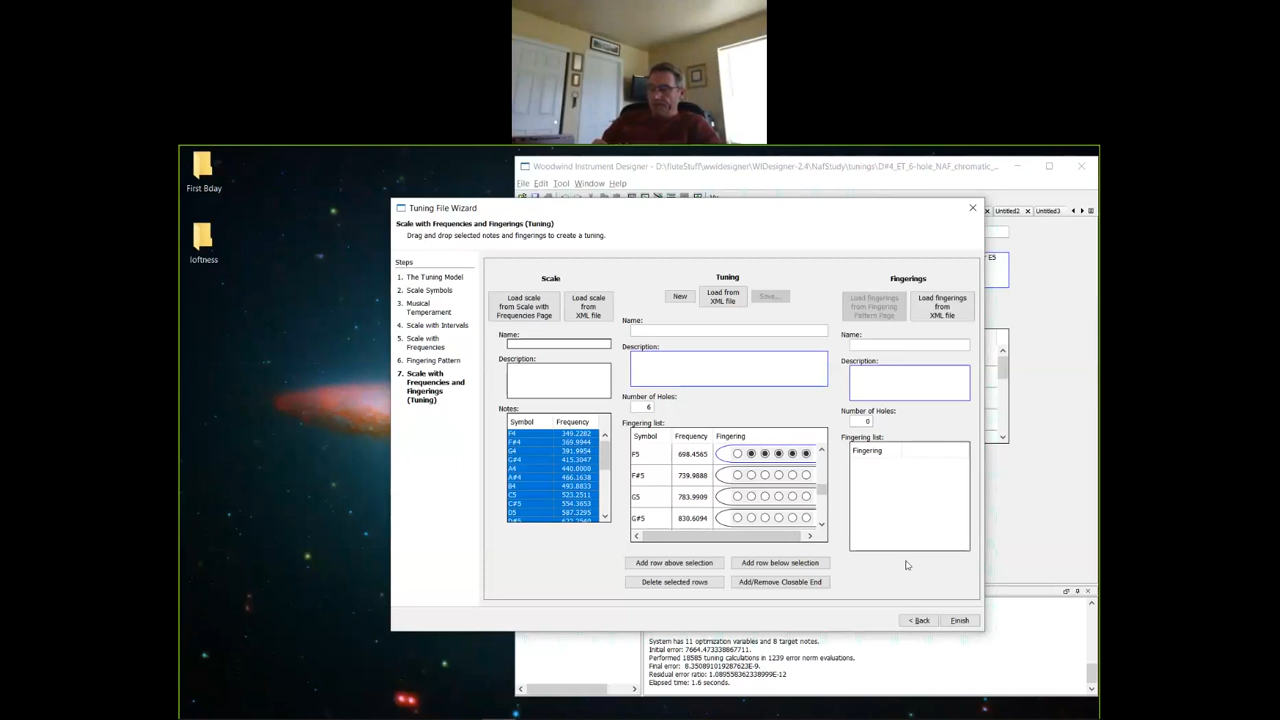 First Bday
loftness
Woodwind Instrument Designer - D:\fluteStuff\wwidesigner\WIDesigner-2.4\NafStudy\tunings\D#4_ET_6-hole_NAF_chromatic_...
File Edit Tool Window Help
Untitled2 Untitled3
E5
Tuning File Wizard
Scale with Frequencies and Fingerings (Tuning)
Drag and drop selected notes and fingerings to create a tuning.
Steps
1. The Tuning Model
2. Scale Symbols
3. Musical
Temperament
4. Scale with Intervals
5. Scale with
Frequencies
6. Fingering Pattern
7. Scale with
Frequencies and
Fingerings
(Tuning)
Scale
Load scale
from Scale with
Frequencies Page
Load scale
from
XML file
Name:
Description:
Notes:
Symbol Frequency
F4 349.2282
F#4 369.9944
G4 391.9954
G#4 415.3047
A4 440.0000
A#4 466.1638
B4 493.8833
C5 523.2511
C#5 554.3653
D5 587.3295
D#5 622.2540
Tuning
New
Load from
XML file
Save...
Name:
Description:
Number of Holes:
6
Fingering list:
Symbol Frequency Fingering
F5 698.4565
F#5 739.9888
G5 783.9909
G#5 830.6094
Add row above selection
Add row below selection
Delete selected rows
Add/Remove Closable End
Fingerings
Load fingerings
from Fingering
Pattern Page
Load fingerings
from
XML file
Name:
Description:
Number of Holes:
0
Fingering list:
Fingering
< Back
Finish
System has 11 optimization variables and 8 target notes.
Initial error: 7664.473338867711.
Performed 18585 tuning calculations in 1239 error norm evaluations.
Final error: 8.350891019287623E-9.
Residual error ratio: 1.089558362338999E-12
Elapsed time: 1.6 seconds.